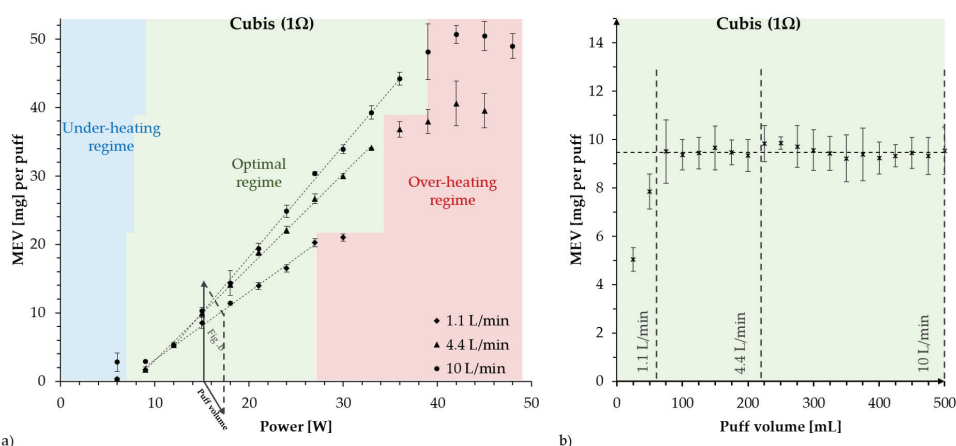 Cubis (1Ω)
50
40
30
20
10
0
MEV [mg] per puff
Under-heating
regime
Optimal
regime
Over-heating
regime
1.1 L/min
4.4 L/min
10 L/min
Fig. b
Puff volume
0
10
20
30
40
50
Power [W]
a)
Cubis (1Ω)
14
12
10
8
6
4
2
0
MEV [mg] per puff
1.1 L/min
4.4 L/min
10 L/min
0
100
200
300
400
500
Puff volume [mL]
b)